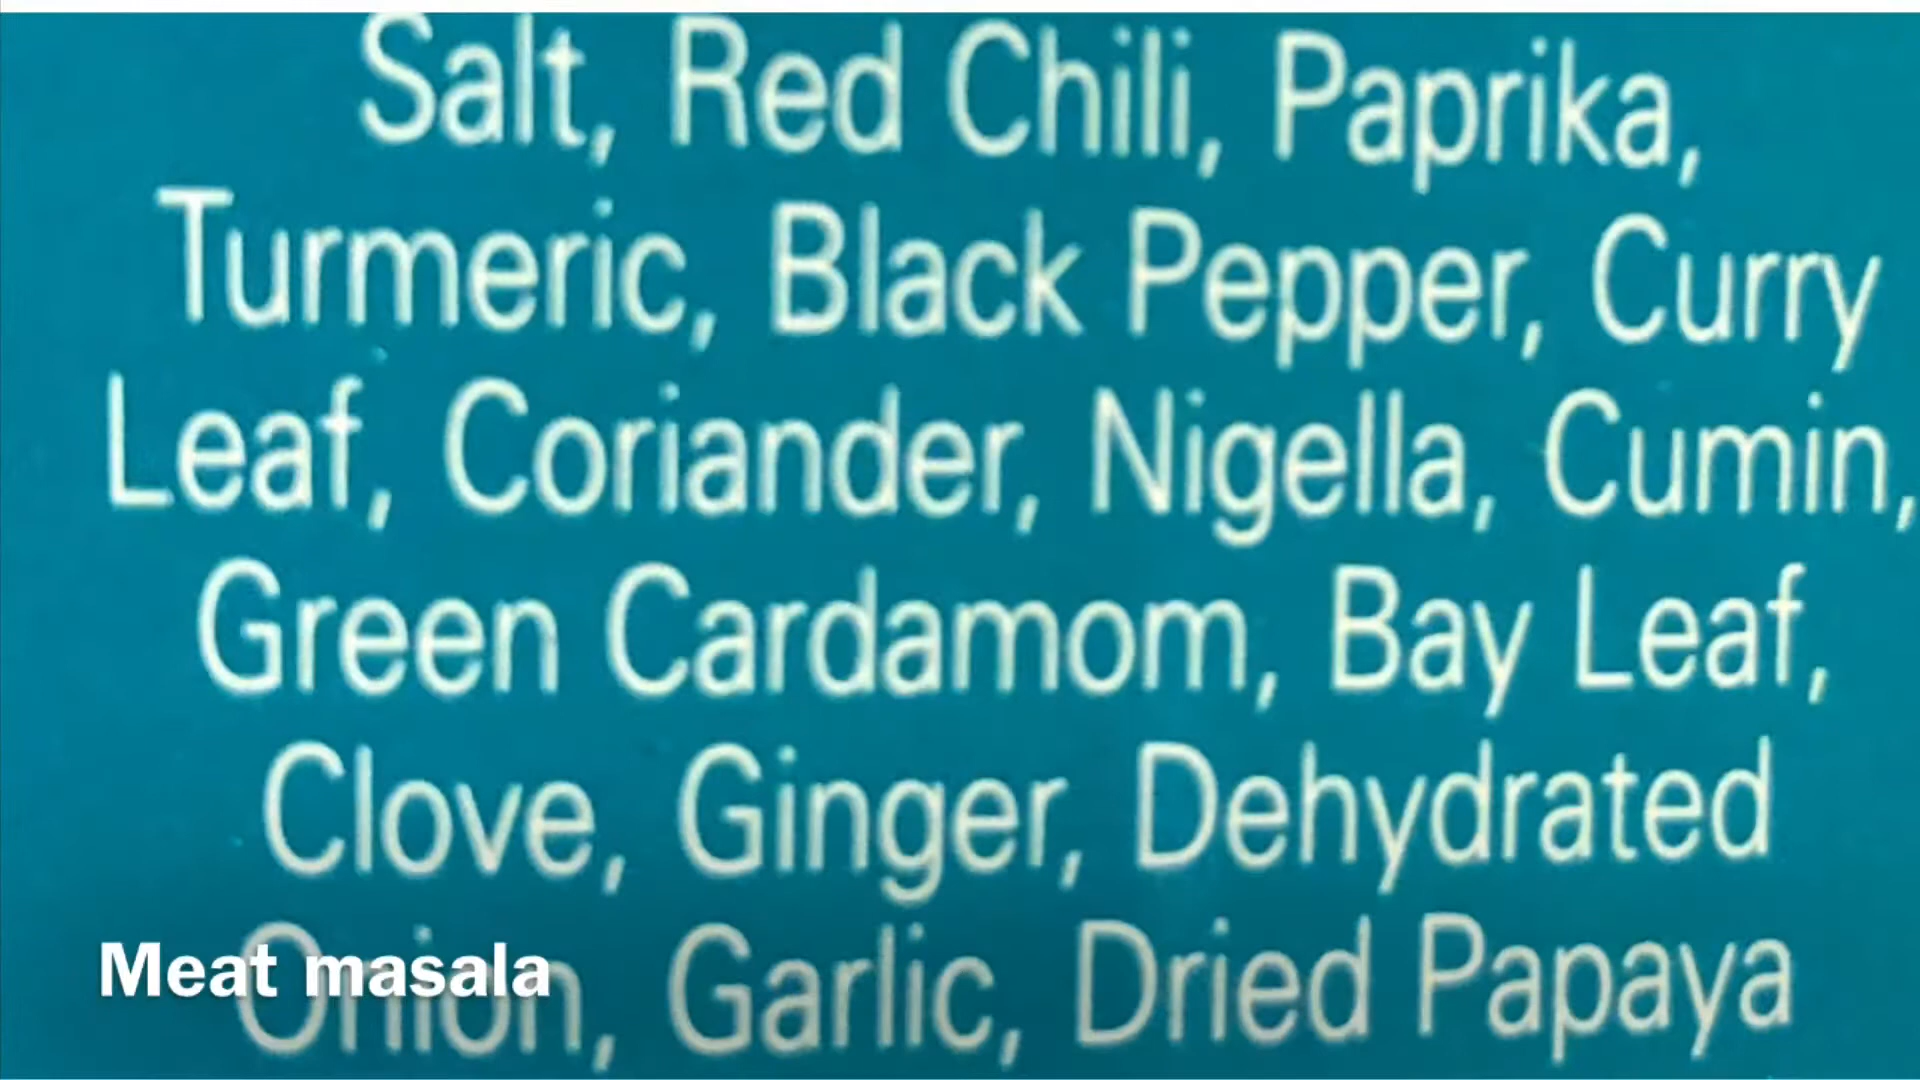 Salt, Red Chili, Paprika,
Turmeric, Black Pepper, Curry
Leaf, Coriander, Nigella, Cumin,
Green Cardamom, Bay Leaf,
Clove, Ginger, Dehydrated
Onion, Garlic, Dried Papaya
Meat masala